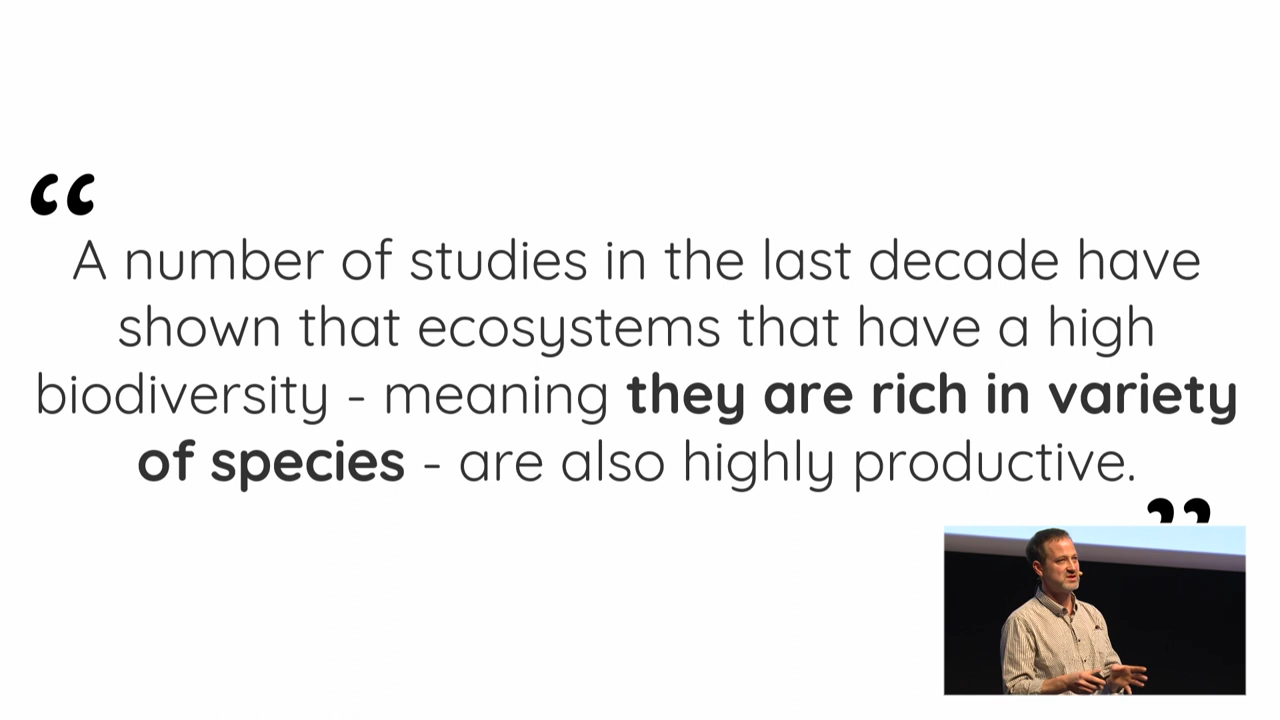 “
A number of studies in the last decade have
shown that ecosystems that have a high
biodiversity - meaning they are rich in variety
of species - are also highly productive.
”